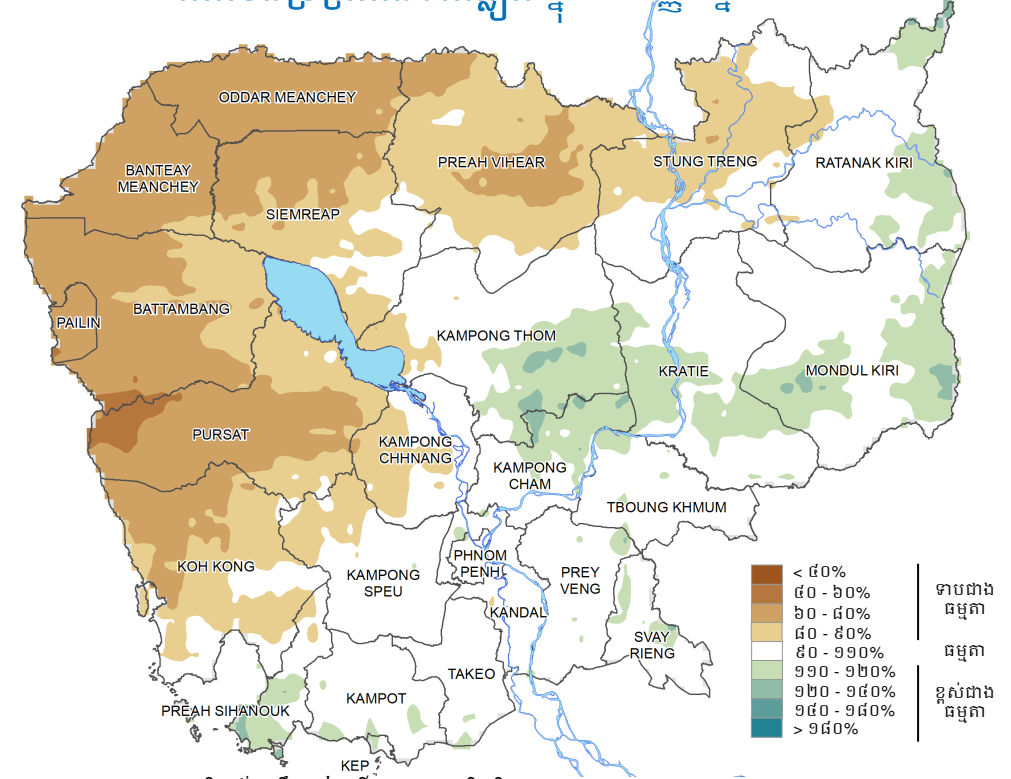 ODDAR MEANCHEY
BANTEAY
MEANCHEY
PREAH VIHEAR
STUNG TRENG
RATANAK KIRI
SIEMREAP
BATTAMBANG
PAILIN
KAMPONG THOM
KRATIE
MONDUL KIRI
PURSAT
KAMPONG
CHHNANG
KAMPONG
CHAM
TBOUNG KHMUM
KOH KONG
KAMPONG
SPEU
PHNOM
PENH
PREY
VENG
KANDAL
SVAY
RIENG
TAKEO
KAMPOT
PREAH SIHANOUK
KEP
< ៤០%
៤០ - ៦០%
៦០ - ៨០%
៨០ - ៩០%
៩០ - ១១០%
១១០ - ១២០%
១២០ - ១៤០%
១៤០ - ១៨០%
> ១៨០%
ទាបជាង
ធម្មតា
ធម្មតា
ខ្ពស់ជាង
ធម្មតា